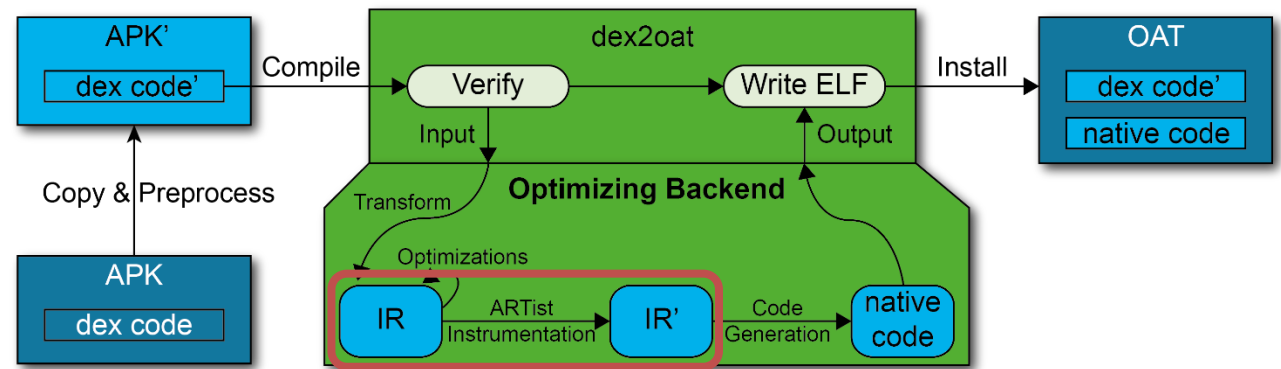 APK’
dex code’
Compile
dex2oat
Verify
Write ELF
Install
OAT
dex code’
native code
Input
Output
Copy & Preprocess
Optimizing Backend
Transform
Optimizations
APK
dex code
IR
ARTist
Instrumentation
IR’
Code
Generation
native
code